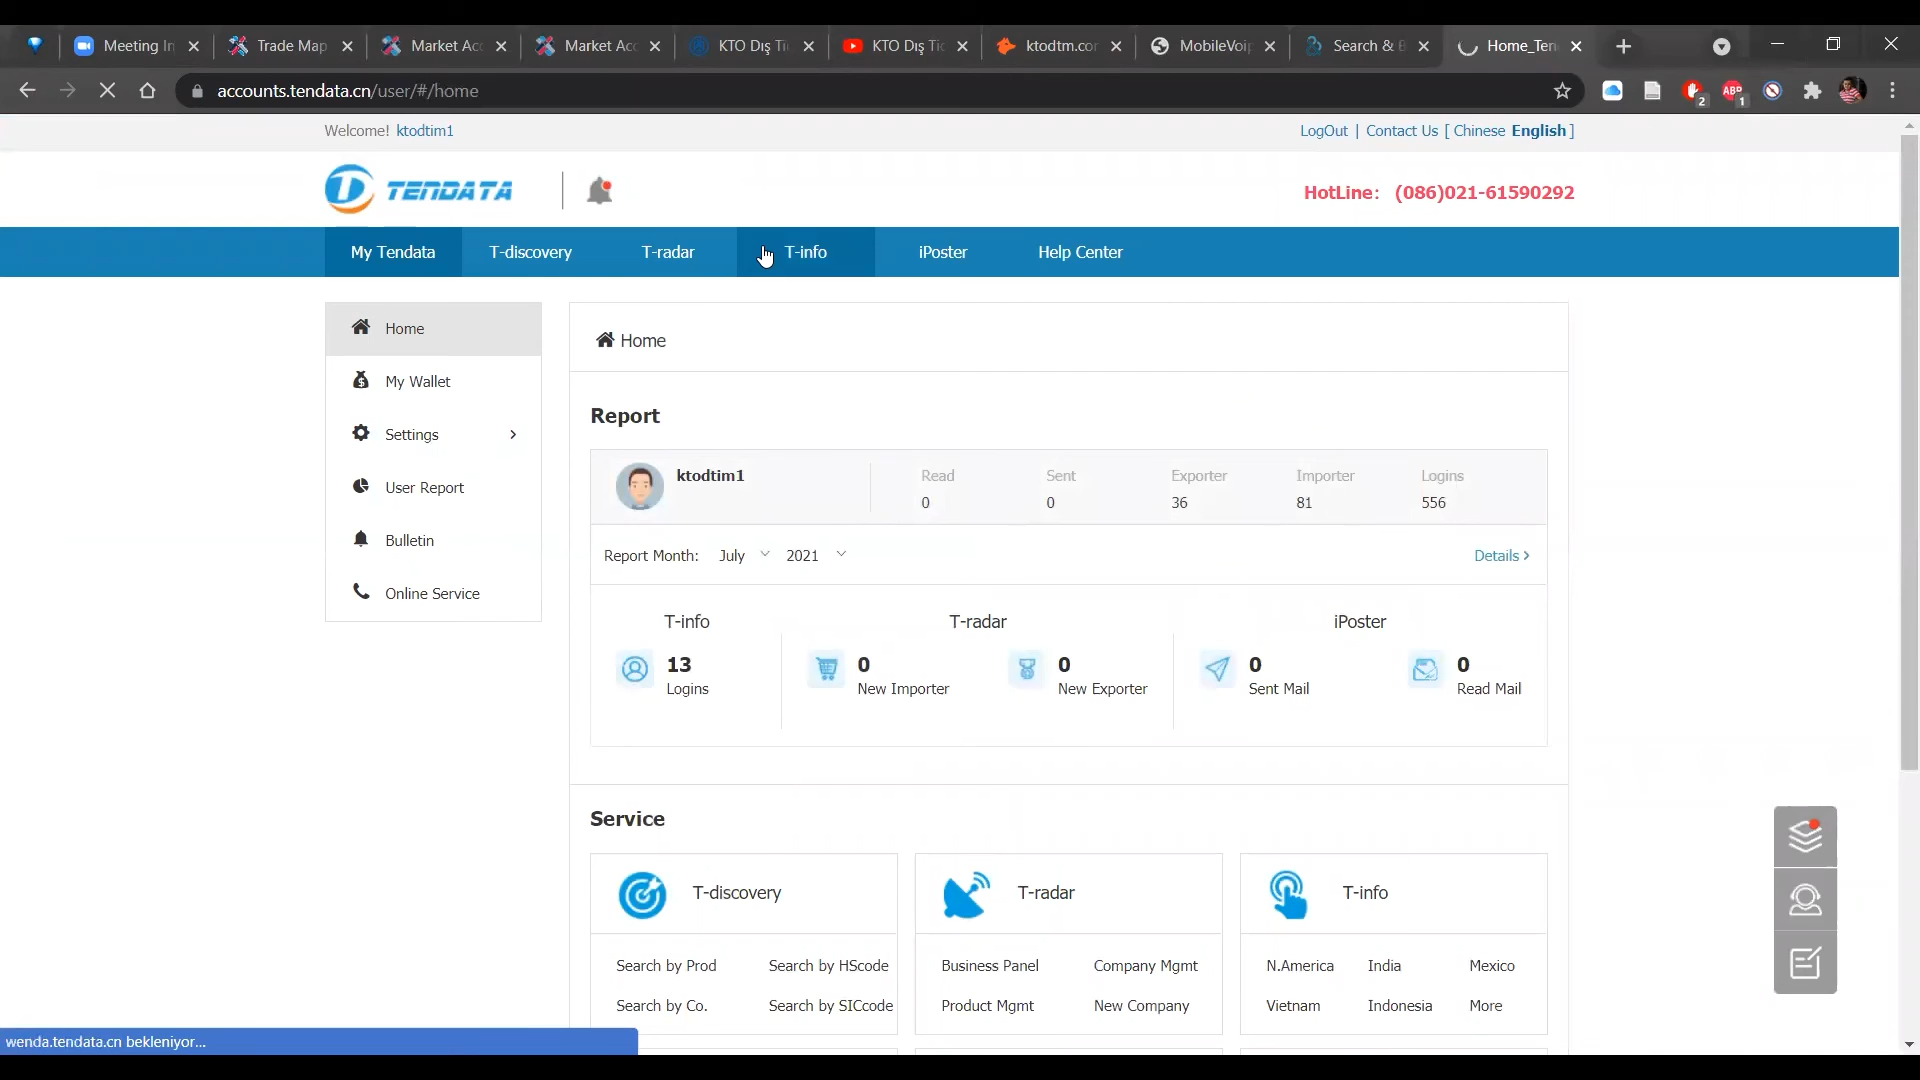 Meeting In
Trade Map
Market Acc
Market Acc
KTO Dış Ti
KTO Dış Tic
ktodtm.cor
MobileVoip
Search & B
Home_Ten
accounts.tendata.cn/user/#/home
2
ABP
1
Welcome! ktodtim1
LogOut | Contact Us [ Chinese English ]
TENDATA
HotLine: (086)021-61590292
My Tendata
T-discovery
T-radar
T-info
iPoster
Help Center
Home
My Wallet
Settings
User Report
Bulletin
Online Service
Home
Report
ktodtim1
Read
Sent
Exporter
Importer
Logins
0
0
36
81
556
Report Month: July 2021
Details >
T-info
T-radar
iPoster
13
Logins
0
New Importer
0
New Exporter
0
Sent Mail
0
Read Mail
Service
T-discovery
Search by Prod
Search by HScode
Search by Co.
Search by SICcode
T-radar
Business Panel
Company Mgmt
Product Mgmt
New Company
T-info
N.America
India
Mexico
Vietnam
Indonesia
More
wenda.tendata.cn bekleniyor...